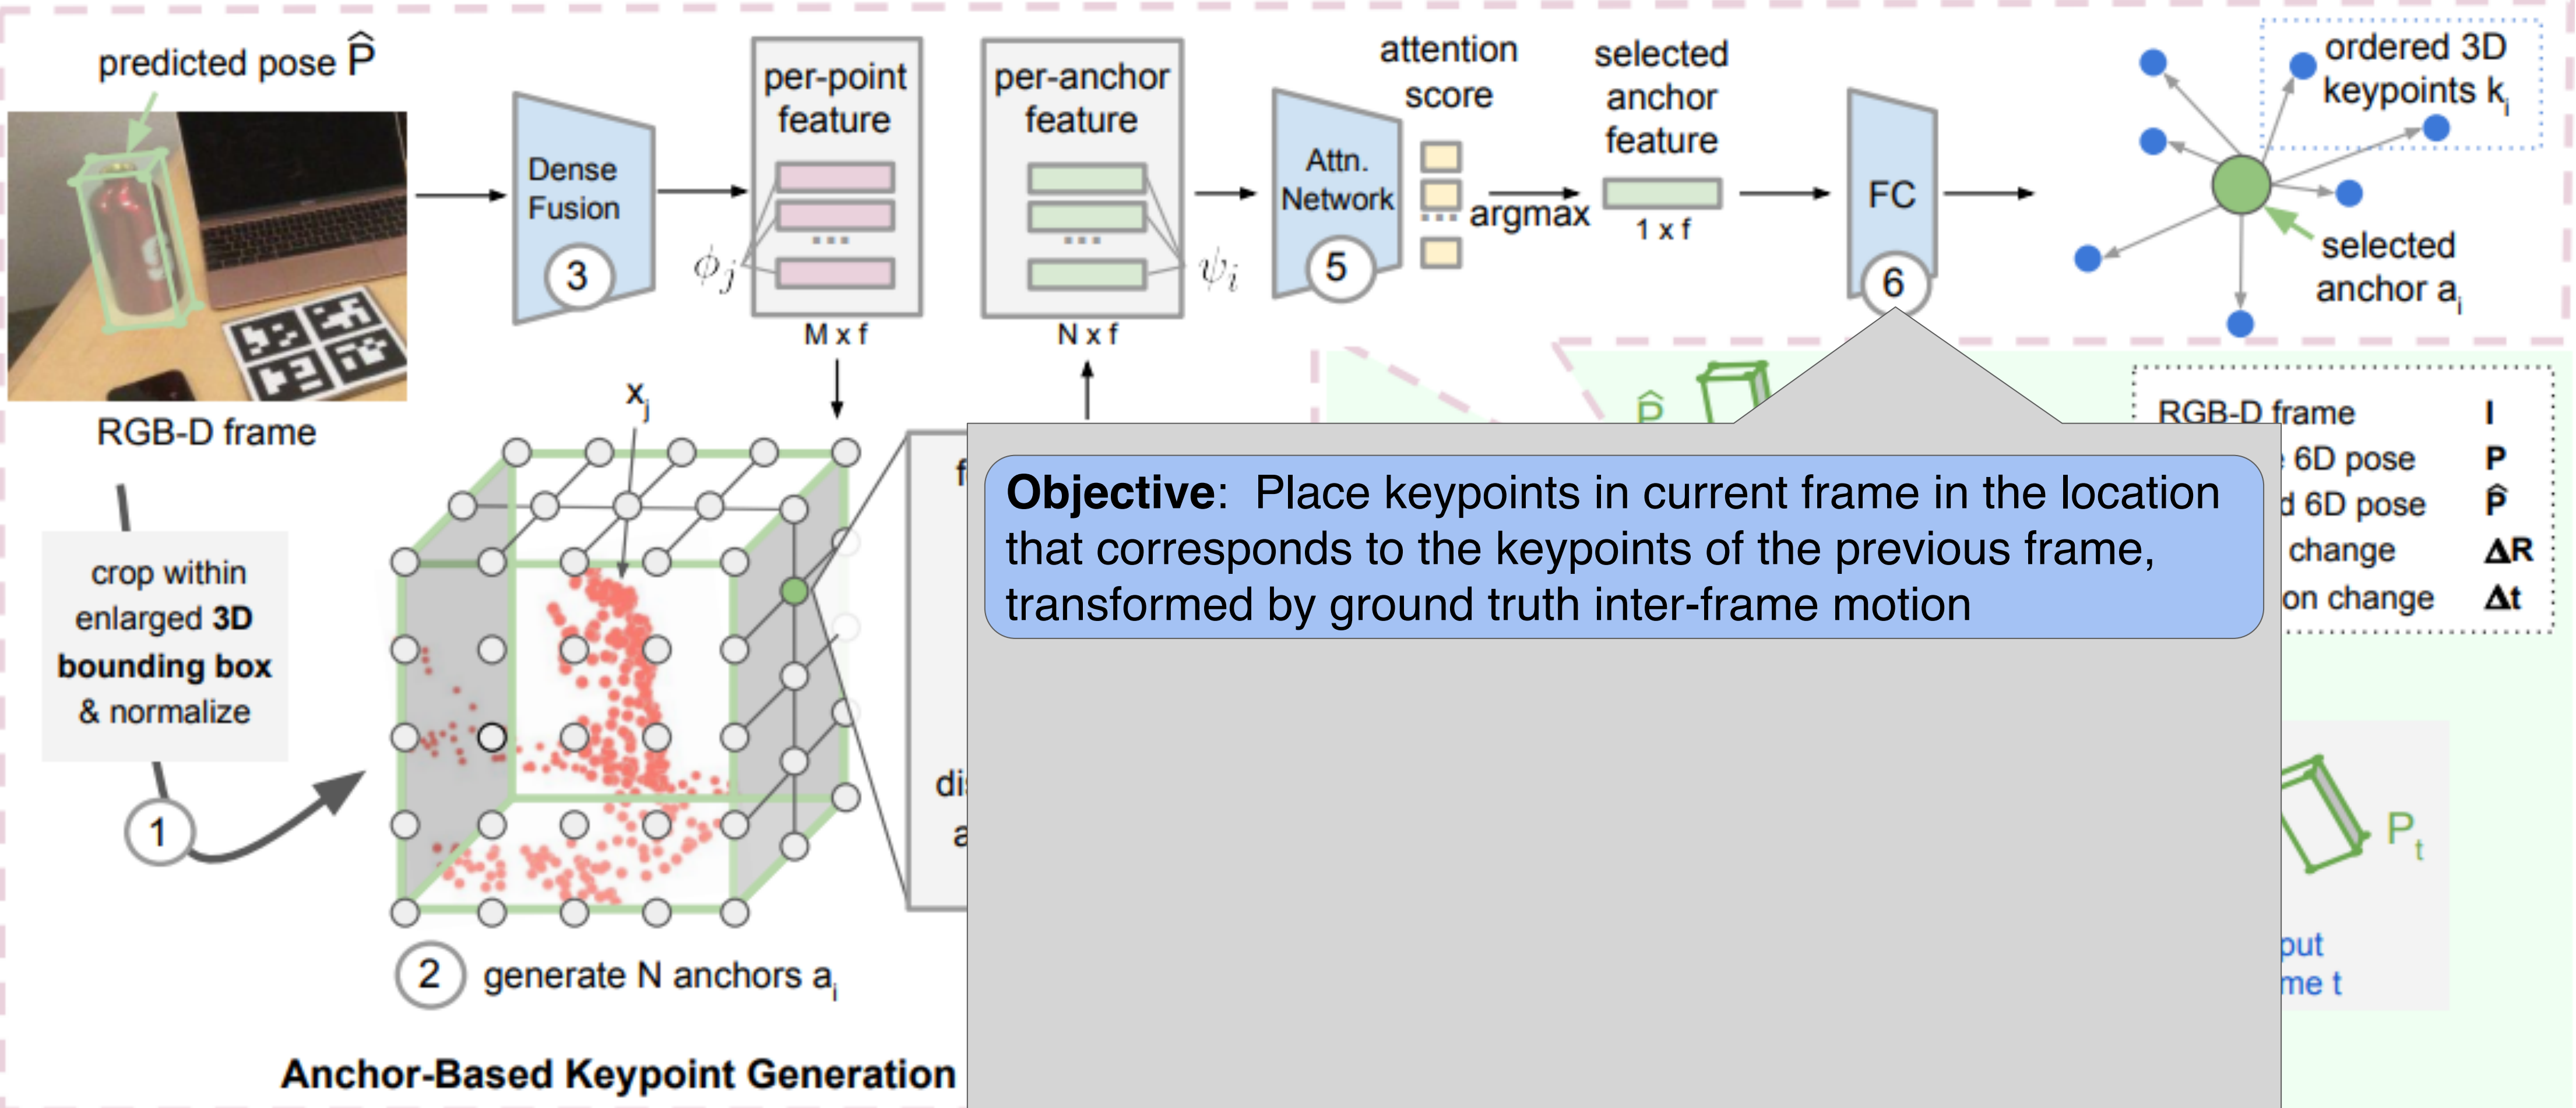 predicted pose P̂
RGB-D frame
crop within
enlarged 3D
bounding box
& normalize
1
Dense
Fusion
3
per-point
feature
...
ϕj
M x f
per-anchor
feature
...
ψi
N x f
Attn.
Network
5
attention
score
...
argmax
selected
anchor
feature
1 x f
FC
6
ordered 3D
keypoints ki
selected
anchor ai
xj
2 generate N anchors ai
Anchor-Based Keypoint Generation
P̂
RGB-D frame I
6D pose P
6D pose P̂
change ΔR
change Δt
Objective: Place keypoints in current frame in the location
that corresponds to the keypoints of the previous frame,
transformed by ground truth inter-frame motion
Pt
t